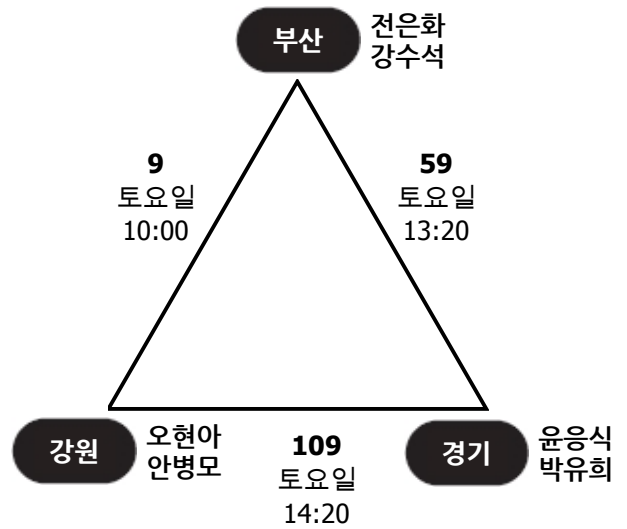 부산
전은화
강수석
9
토요일
10:00
59
토요일
13:20
강원
오현아
안병모
109
토요일
14:20
경기
윤응식
박유희